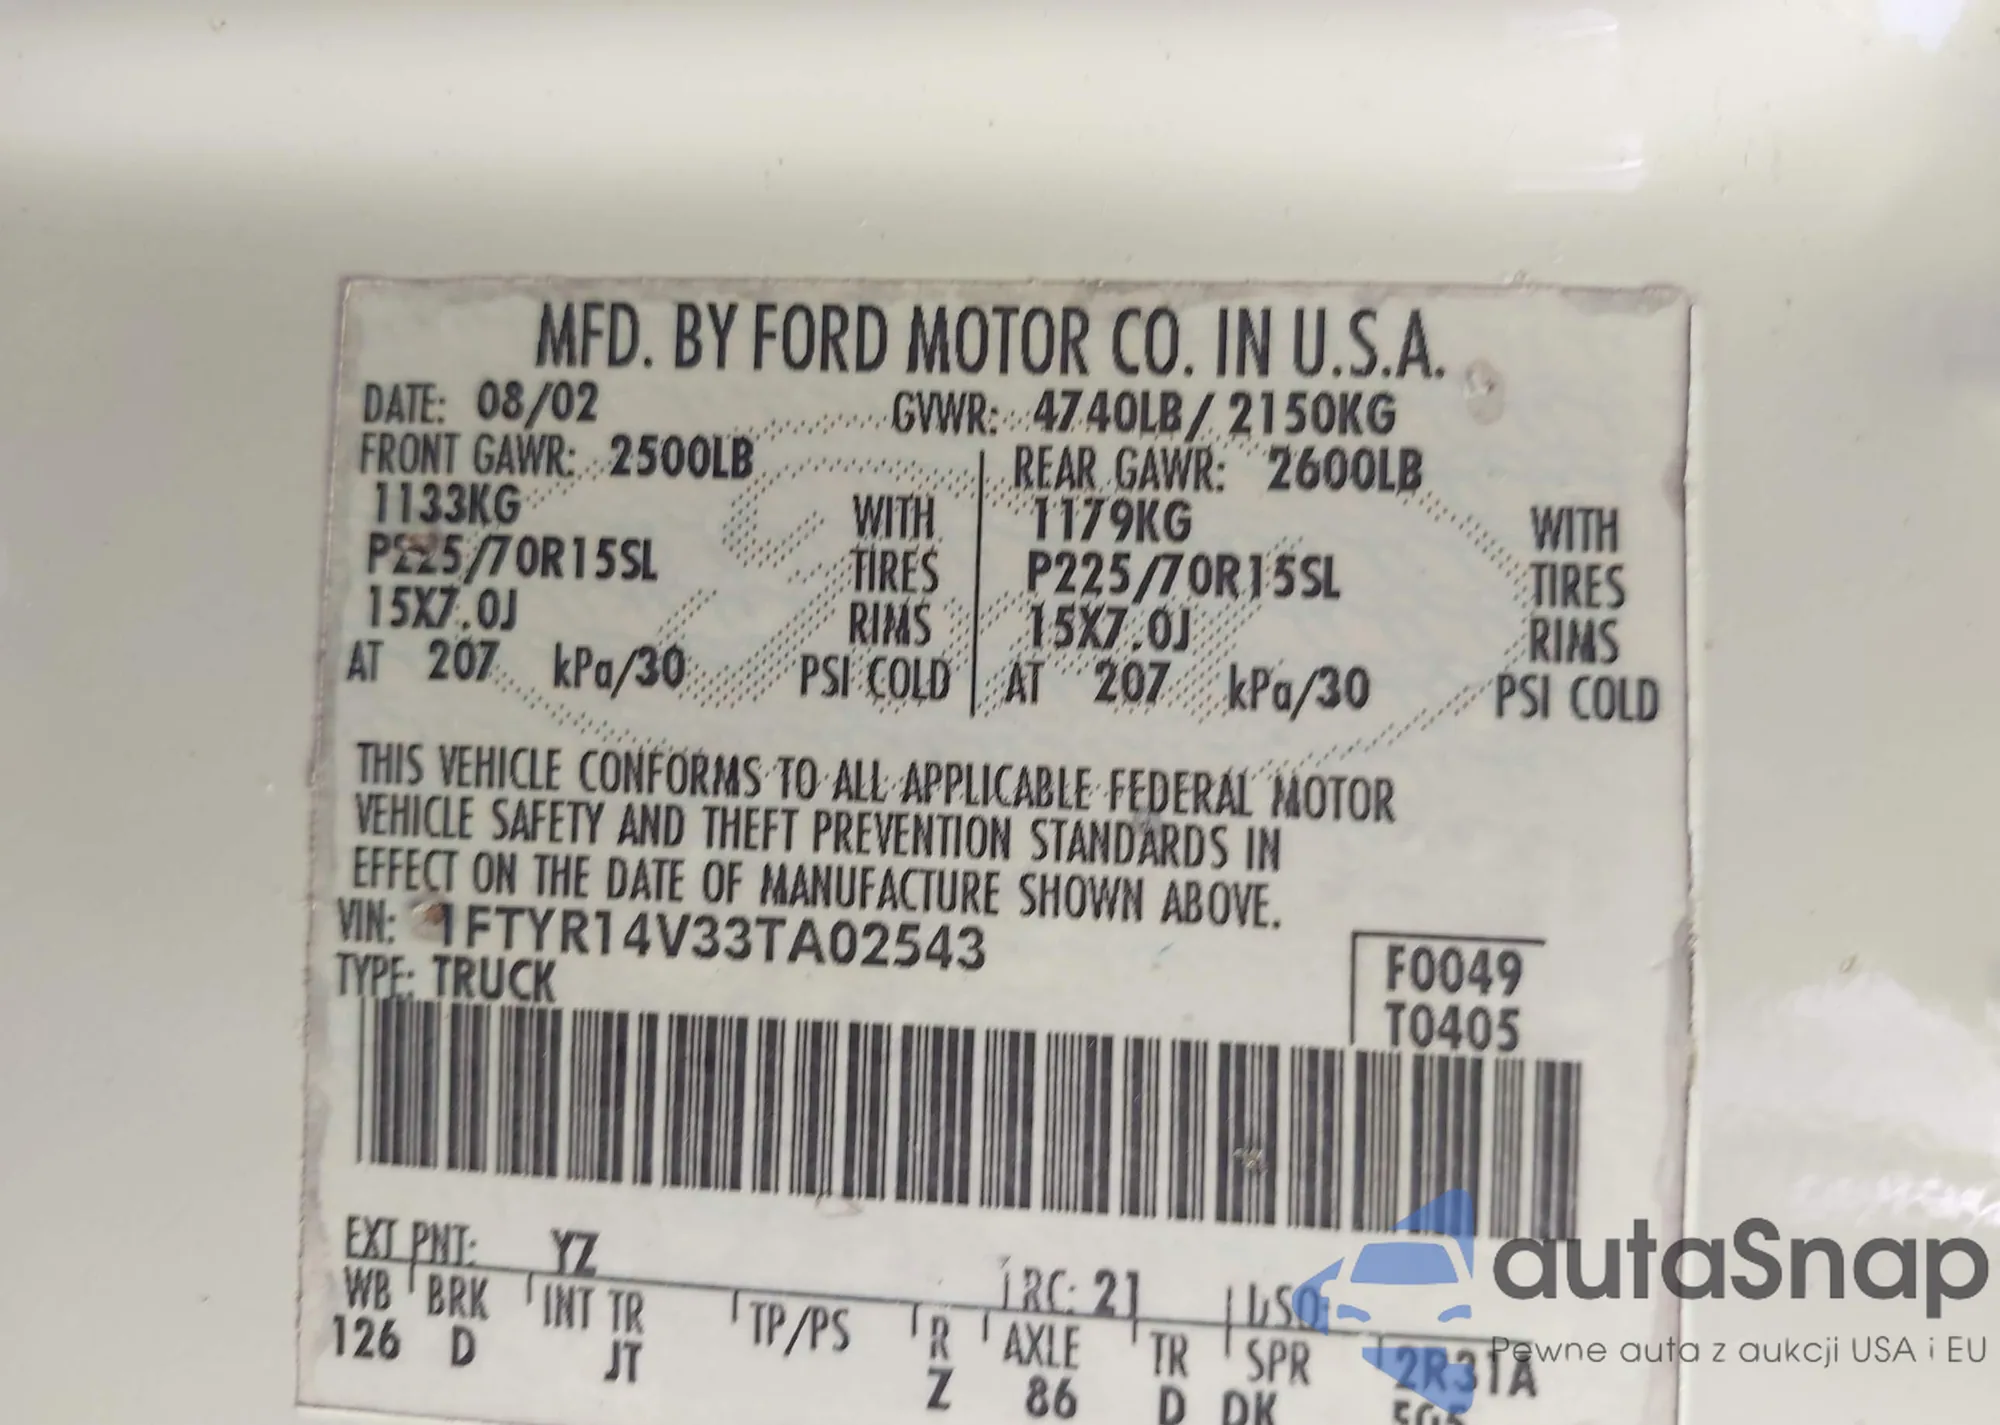 MFD. BY FORD MOTOR CO. IN U.S.A.
DATE: 08/02 GVWR: 4740LB/ 2150KG
FRONT GAWR: 2500LB REAR GAWR: 2600LB
1133KG WITH 1179KG WITH
P225/70R15SL TIRES P225/70R15SL TIRES
15X7.0J RIMS 15X7.0J RIMS
AT 207 kPa/30 PSI COLD AT 207 kPa/30 PSI COLD
THIS VEHICLE CONFORMS TO ALL APPLICABLE FEDERAL MOTOR
VEHICLE SAFETY AND THEFT PREVENTION STANDARDS IN
EFFECT ON THE DATE OF MANUFACTURE SHOWN ABOVE.
VIN: 1FTYR14V33TA02543
TYPE: TRUCK
F0049
T0405
EXT PNT: YZ RC: 21 DSO:
WB BRK INT TR TP/PS R AXLE TR SPR 2R3TA
126 D JT Z 86 D DK
autaSnap
Pewne auta z aukcji USA i EU